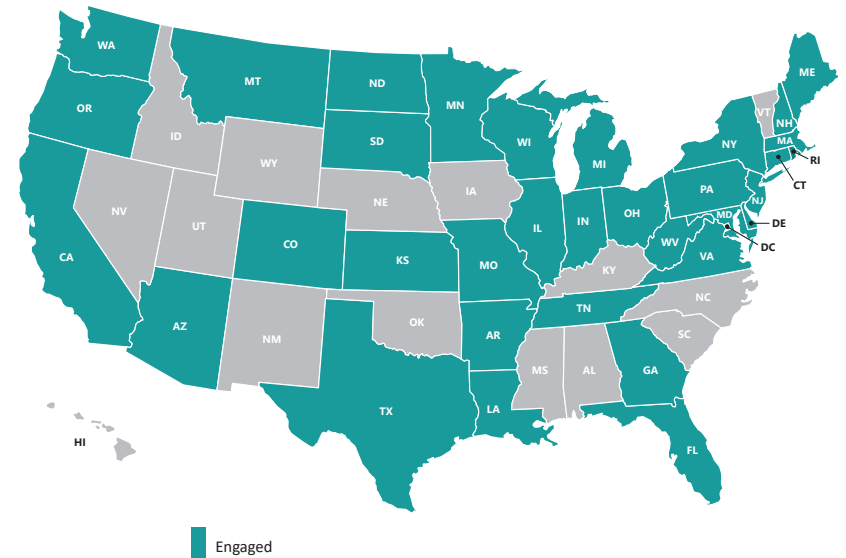 WA
MT
ND
MN
ME
OR
ID
SD
WI
MI
NY
VT
NH
MA
RI
CT
WY
IA
NE
PA
NJ
NV
UT
CO
KS
MO
IL
IN
OH
WV
MD
DE
DC
VA
CA
KY
AZ
NM
OK
AR
TN
NC
SC
MS
AL
GA
TX
LA
FL
HI
Engaged